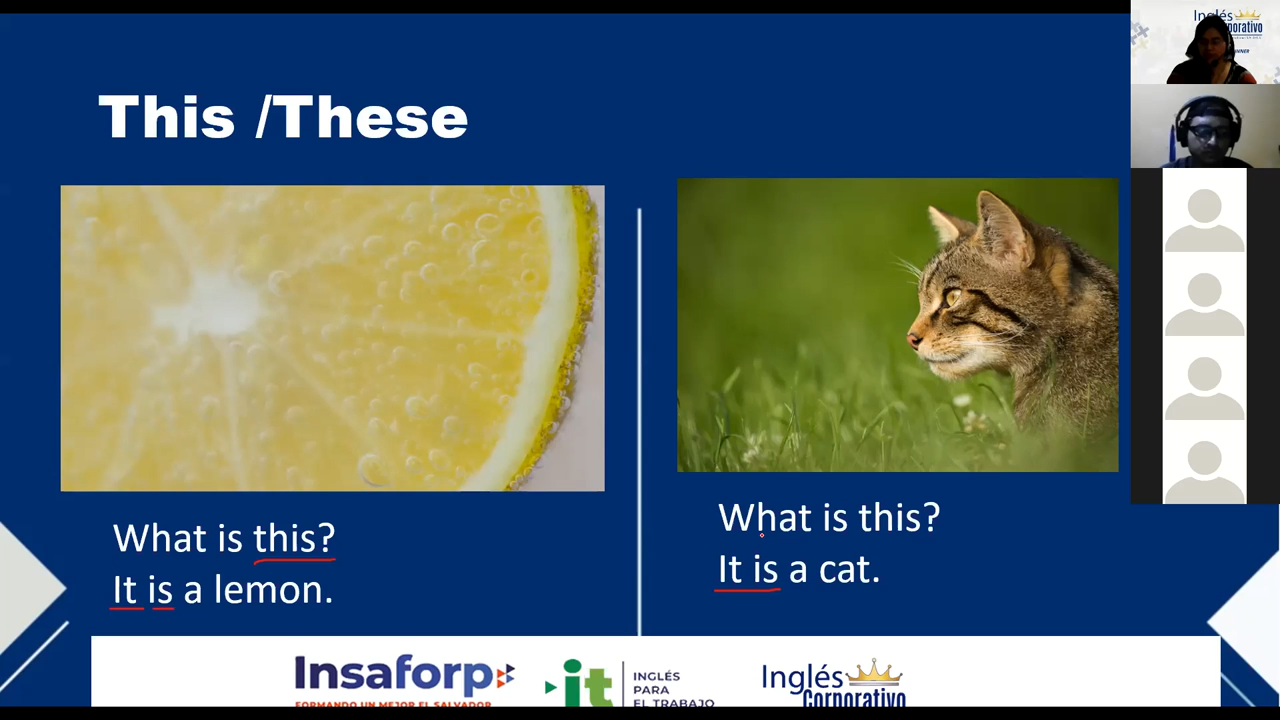 This /These
What is this?
It is a lemon.
What is this?
It is a cat.
Insaforp
FORMANDO UN MEJOR EL SALVADOR
it
INGLÉS
PARA
EL TRABAJO
Inglés
Corporativo
Inglés